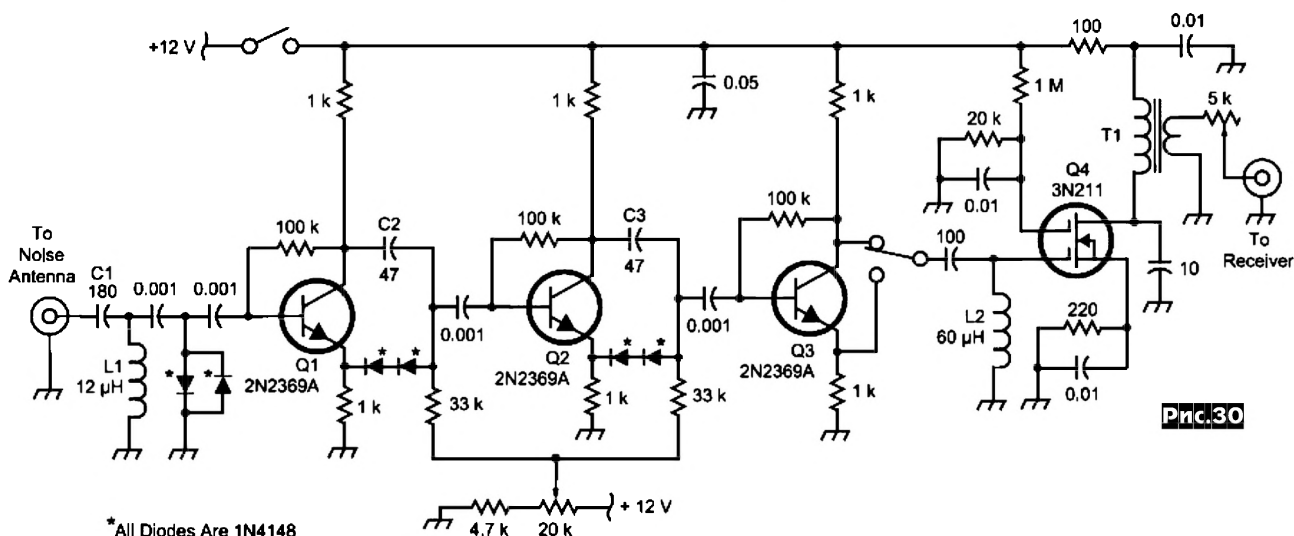 +12 V
1 k
1 k
0.05
1 k
100
0.01
1 M
20 k
0.01
T1
5 k
Q4
3N211
To
Receiver
To
Noise
Antenna
C1
180
0.001
0.001
100 k
C2
47
100 k
C3
47
100 k
100
10
L1
12 µH
*
*
Q1
2N2369A
*
*
0.001
Q2
2N2369A
*
*
0.001
Q3
2N2369A
L2
60 µH
220
0.01
1 k
33 k
1 k
33 k
1 k
Рис.30
+ 12 V
4.7 k
20 k
*All Diodes Are 1N4148